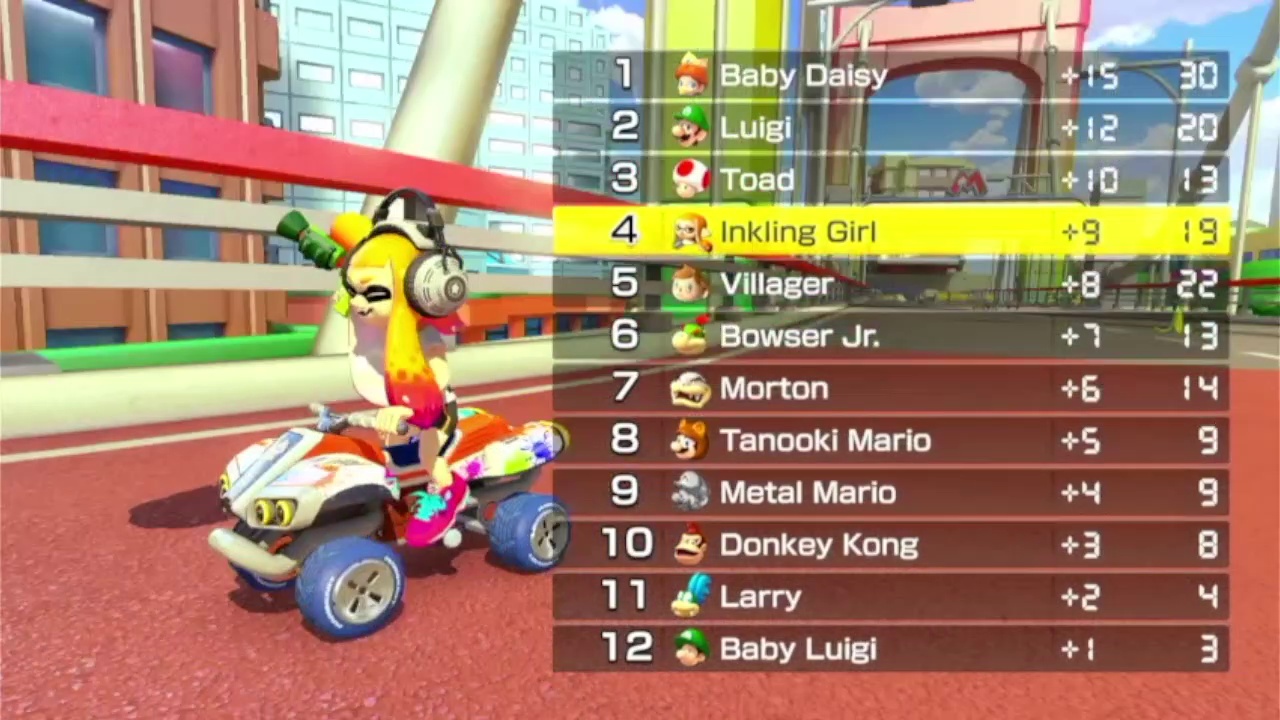 1 Baby Daisy +15 30
2 Luigi +12 20
3 Toad +10 13
4 Inkling Girl +9 19
5 Villager +8 22
6 Bowser Jr. +7 13
7 Morton +6 14
8 Tanooki Mario +5 9
9 Metal Mario +4 9
10 Donkey Kong +3 8
11 Larry +2 4
12 Baby Luigi +1 3
M